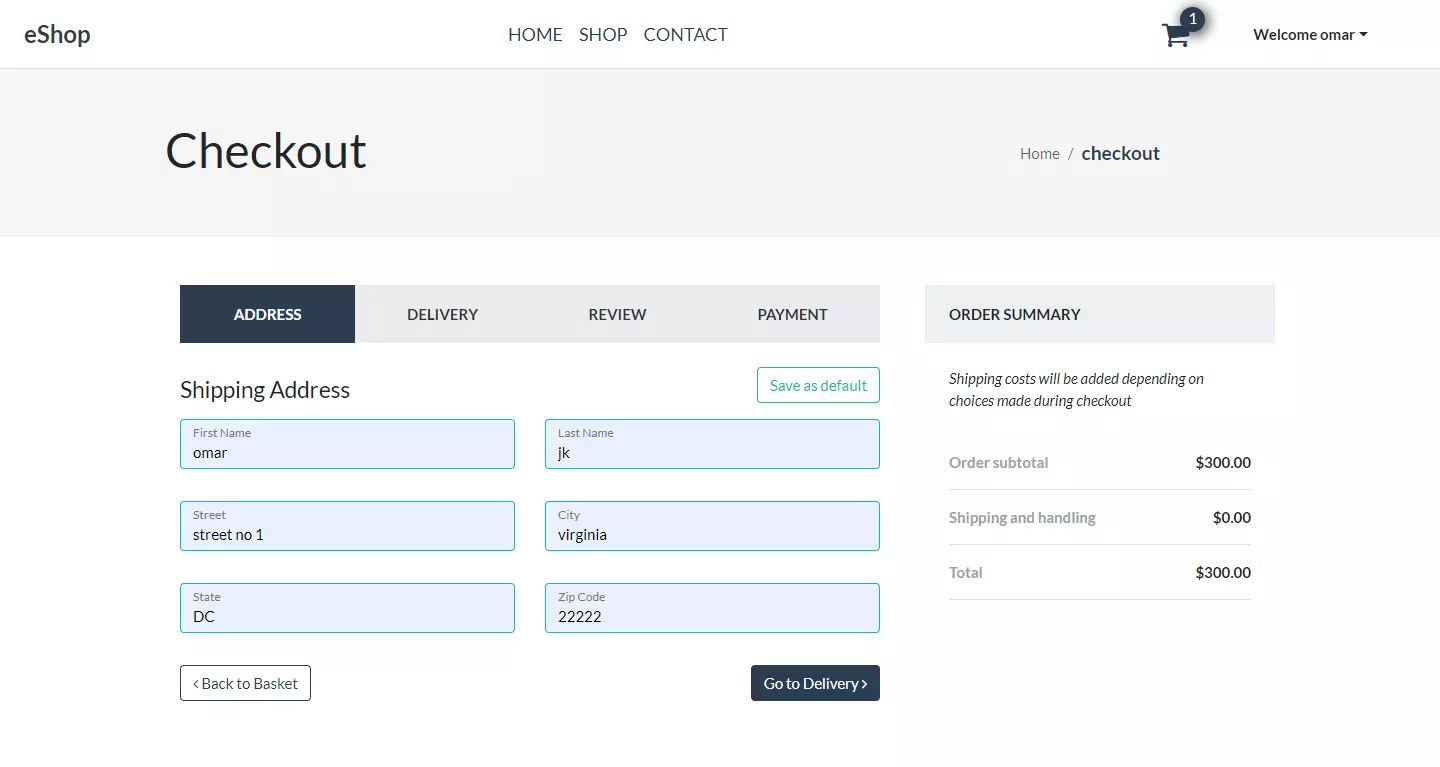 eShop
HOME SHOP CONTACT
1
Welcome omar
Checkout
Home / checkout
ADDRESS DELIVERY REVIEW PAYMENT
Shipping Address
Save as default
First Name
omar
Last Name
jk
Street
street no 1
City
virginia
State
DC
Zip Code
22222
Back to Basket
Go to Delivery
ORDER SUMMARY
Shipping costs will be added depending on
choices made during checkout
Order subtotal $300.00
Shipping and handling $0.00
Total $300.00